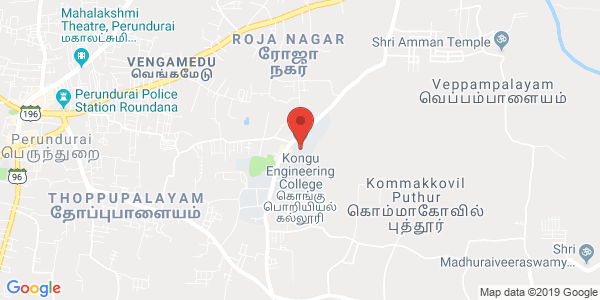 Mahalakshmi
Theatre, Perundurai
மகாலட்சுமி...
ROJA NAGAR
ரோஜா
நகர்
Shri Amman Temple
VENGAMEDU
வெங்கமேடு
Veppampalayam
வெப்பம்பாளையம்
Perundurai Police
Station Roundana
196
Perundurai
பெருந்துறை
96
Kongu
Engineering
College
கொங்கு
பொறியியல்
கல்லூரி
Kommakkovil
Puthur
கொம்மாகோவில்
புத்தூர்
THOPPUPALAYAM
தோப்புபாளையம்
Shri
Madhuraiveeraswamy...
Google
Map data ©2019 Google